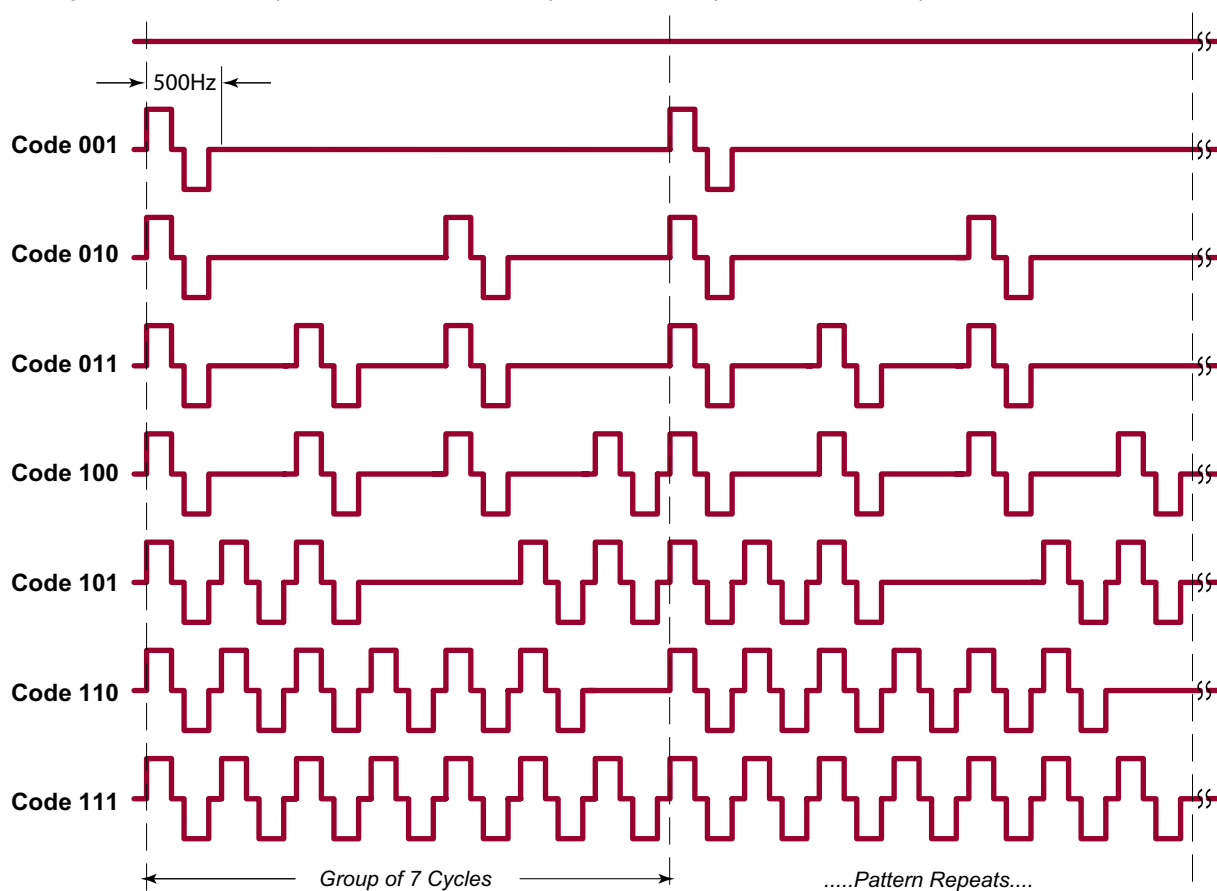 500Hz
Code 001
Code 010
Code 011
Code 100
Code 101
Code 110
Code 111
Group of 7 Cycles
.....Pattern Repeats....